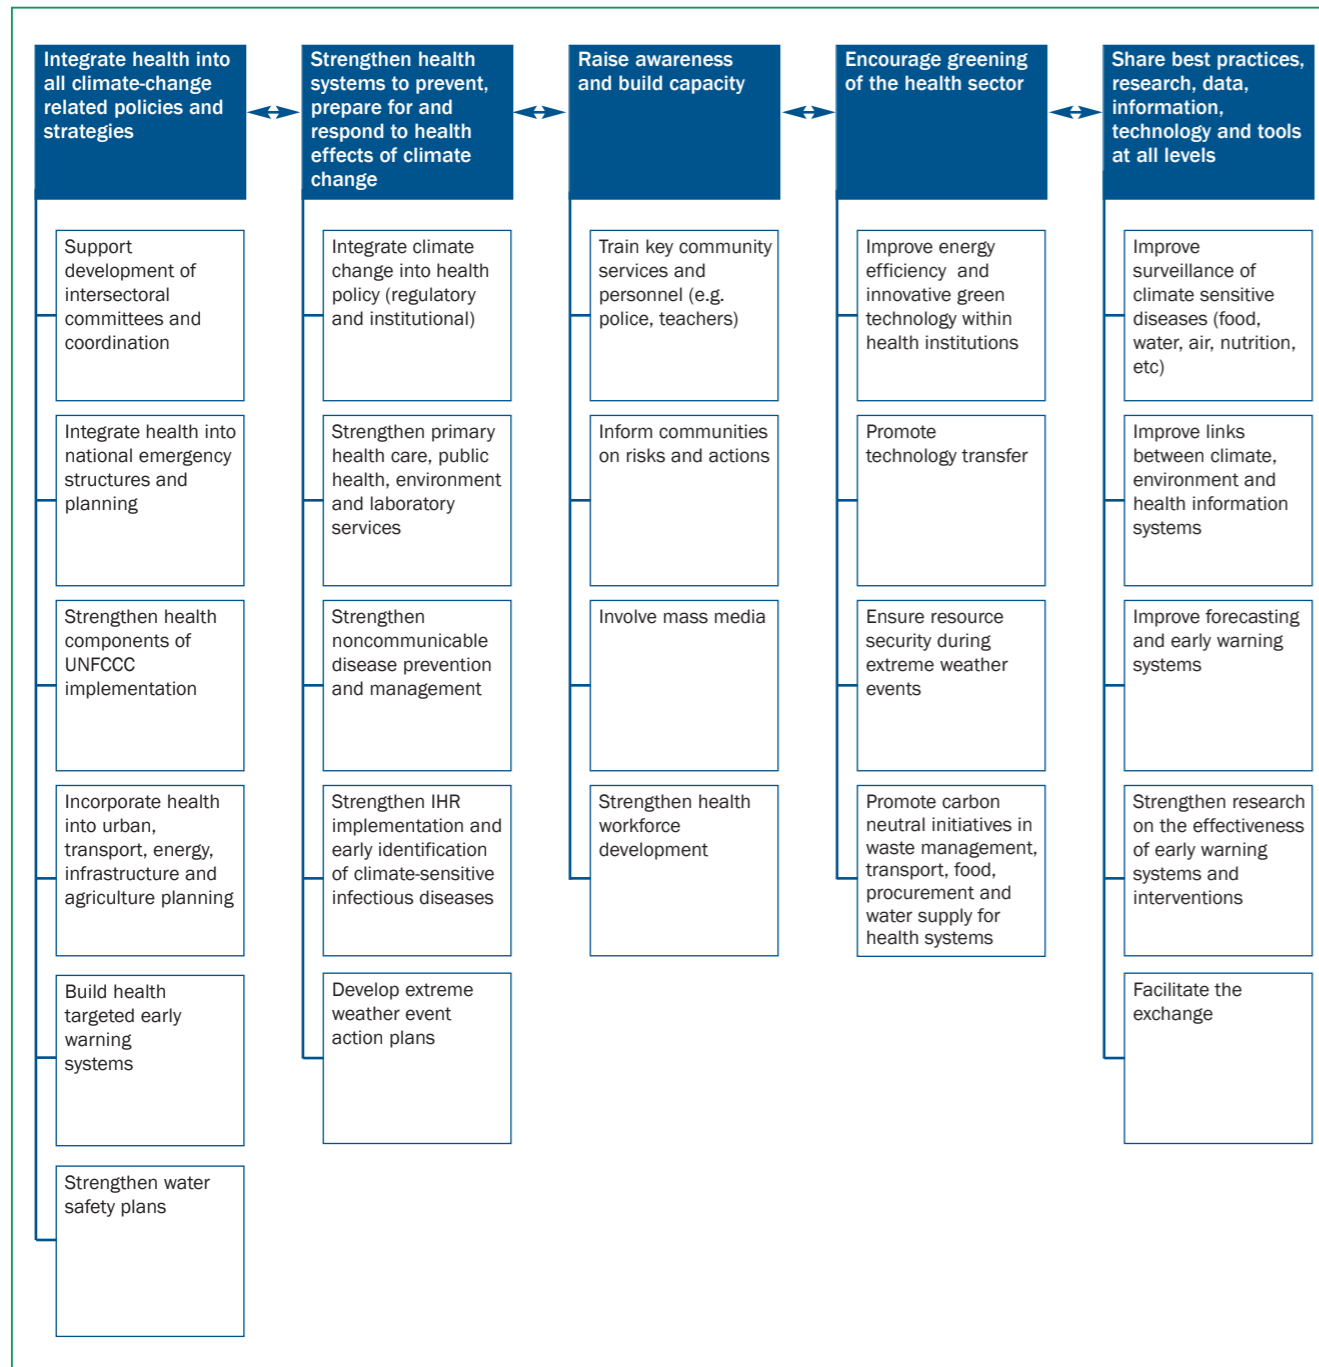 Integrate health into
all climate-change
related policies and
strategies
Support
development of
intersectoral
committees and
coordination
Integrate health into
national emergency
structures and
planning
Strengthen health
components of
UNFCCC
implementation
Incorporate health
into urban,
transport, energy,
infrastructure and
agriculture planning
Build health
targeted early
warning
systems
Strengthen water
safety plans
Strengthen health
systems to prevent,
prepare for and
respond to health
effects of climate
change
Integrate climate
change into health
policy (regulatory
and institutional)
Strengthen primary
health care, public
health, environment
and laboratory
services
Strengthen
noncommunicable
disease prevention
and management
Strengthen IHR
implementation and
early identification
of climate-sensitive
infectious diseases
Develop extreme
weather event
action plans
Raise awareness
and build capacity
Train key community
services and
personnel (e.g.
police, teachers)
Inform communities
on risks and actions
Involve mass media
Strengthen health
workforce
development
Encourage greening
of the health sector
Improve energy
efficiency and
innovative green
technology within
health institutions
Promote
technology transfer
Ensure resource
security during
extreme weather
events
Promote carbon
neutral initiatives in
waste management,
transport, food,
procurement and
water supply for
health systems
Share best practices,
research, data,
information,
technology and tools
at all levels
Improve
surveillance of
climate sensitive
diseases (food,
water, air, nutrition,
etc)
Improve links
between climate,
environment and
health information
systems
Improve forecasting
and early warning
systems
Strengthen research
on the effectiveness
of early warning
systems and
interventions
Facilitate the
exchange